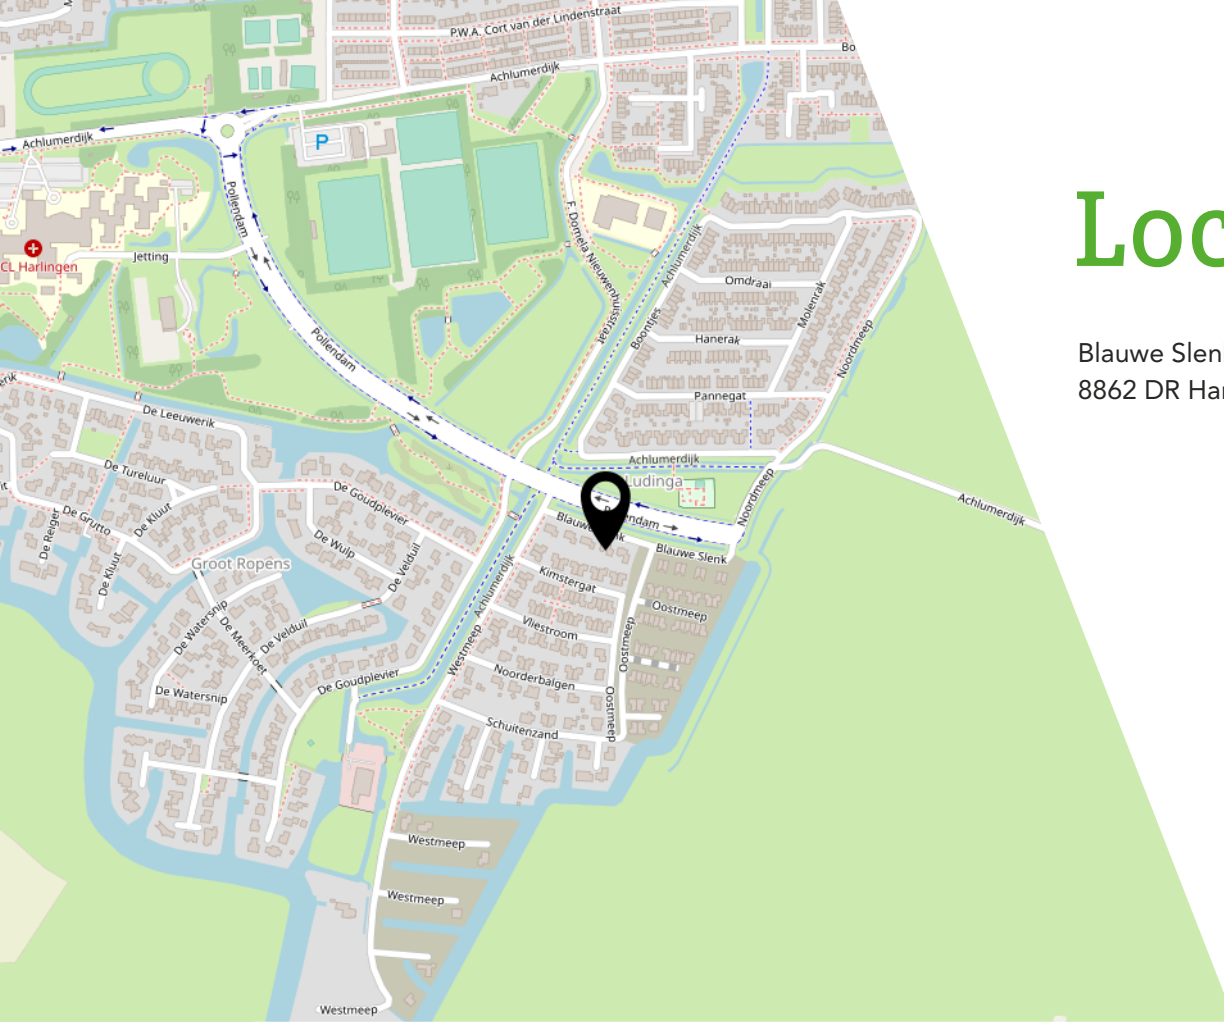 P.W.A. Cort van der Lindenstraat
Bo
Achlumerdijk
Achlumerdijk
P
Pollendam
F. Domela Nieuwenhuisstraat
Achlumerdijk
CL Harlingen
Jetting
Omdraai
Molenrak
Boontjes
Hanerak
Noordmeep
Pollendam
Pannegat
erik
De Leeuwerik
Achlumerdijk
De Tureluur
Ludinga
De Goudplevier
Noordmeep
Achlumerdijk
De Grutto
De Kluut
De Reiger
Pollendam
Blauwe
De Wulp
Blauwe Slenk
De Velduil
Groot Ropens
De Kluut
Kimstergat
Achlumerdijk
De Watersnip
Oostmeep
De Meerkoet
De Velduil
Vliestroom
Oostmeep
Westmeep
De Goudplevier
Noorderbalgen
De Watersnip
Oostmeep
Schuitenzand
Westmeep
Westmeep
Westmeep
Loc
Blauwe Slen
8862 DR Har